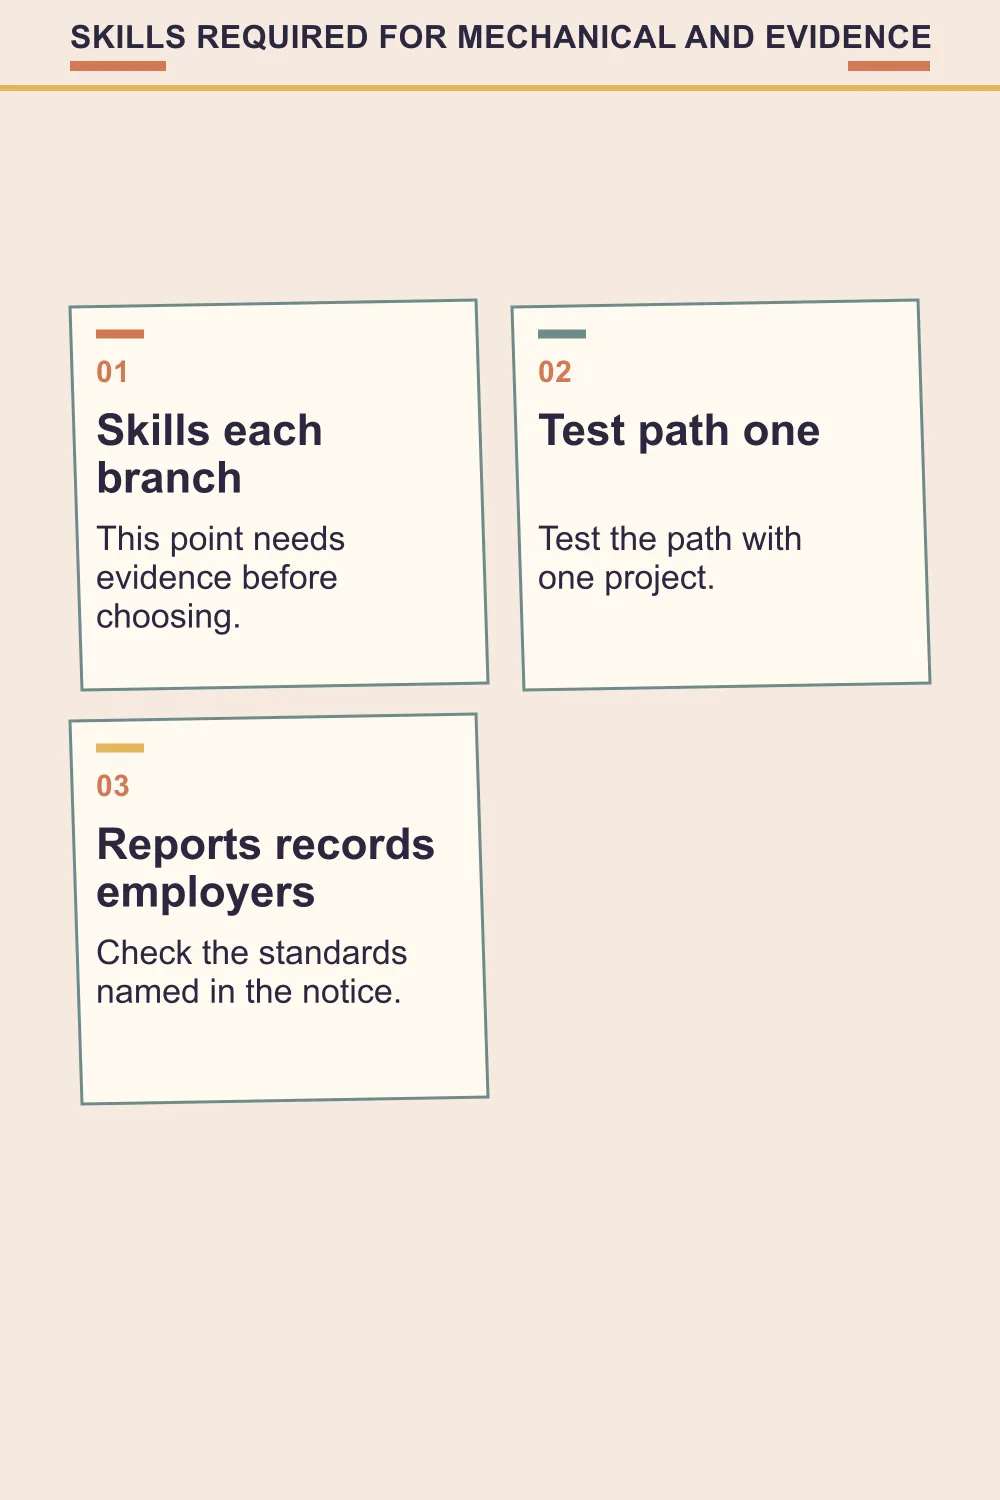 SKILLS REQUIRED FOR MECHANICAL AND EVIDENCE
01
Skills each
branch
This point needs
evidence before
choosing.
02
Test path one
Test the path with
one project.
03
Reports records
employers
Check the standards
named in the notice.